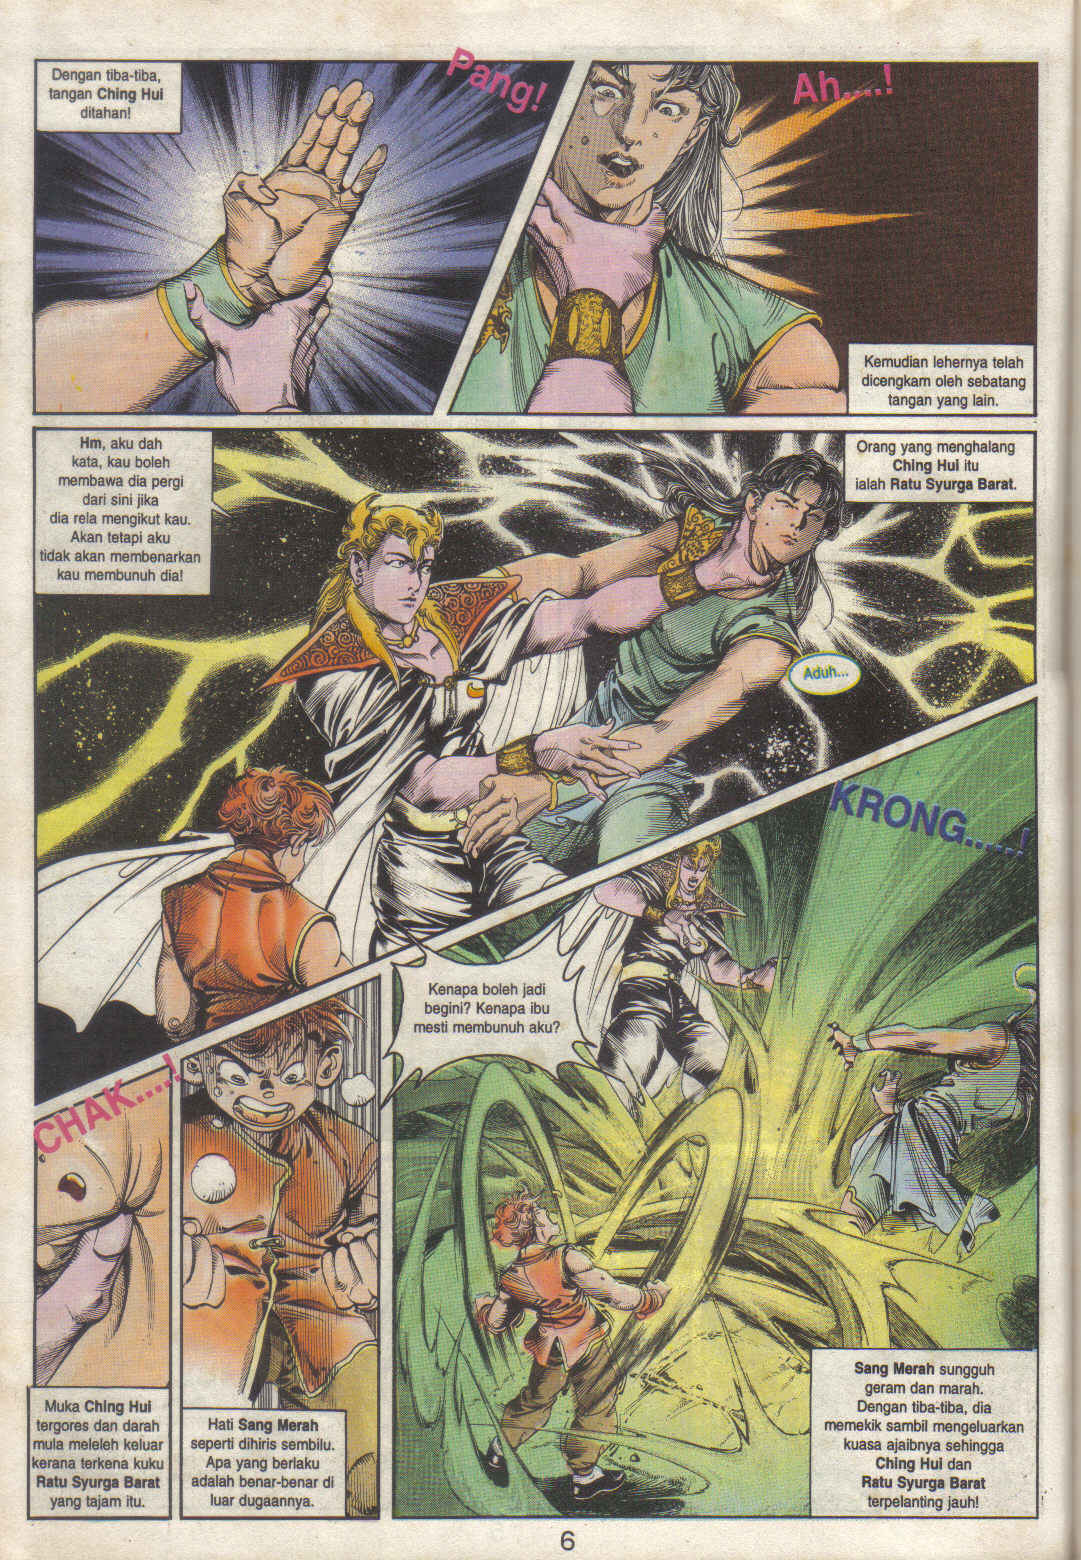 Dengan tiba-tiba,
tangan Ching Hui
ditahan!
Pang!
Ah....!
Kemudian lehernya telah
dicengkam oleh sebatang
tangan yang lain.
Hm, aku dah
kata, kau boleh
membawa dia pergi
dari sini jika
dia rela mengikut kau.
Akan tetapi aku
tidak akan membenarkan
kau membunuh dia!
Orang yang menghalang
Ching Hui itu
ialah Ratu Syurga Barat.
Aduh...
CHAK....!
Muka Ching Hui
tergores dan darah
mula meleleh keluar
kerana terkena kuku
Ratu Syurga Barat
yang tajam itu.
Hati Sang Merah
seperti dihiris sembilu.
Apa yang berlaku
adalah benar-benar di
luar dugaannya.
KRONG.....!
Kenapa boleh jadi
begini? Kenapa ibu
mesti membunuh aku?
Sang Merah sungguh
geram dan marah.
Dengan tiba-tiba, dia
memekik sambil mengeluarkan
kuasa ajaibnya sehingga
Ching Hui dan
Ratu Syurga Barat
terpelanting jauh!
6